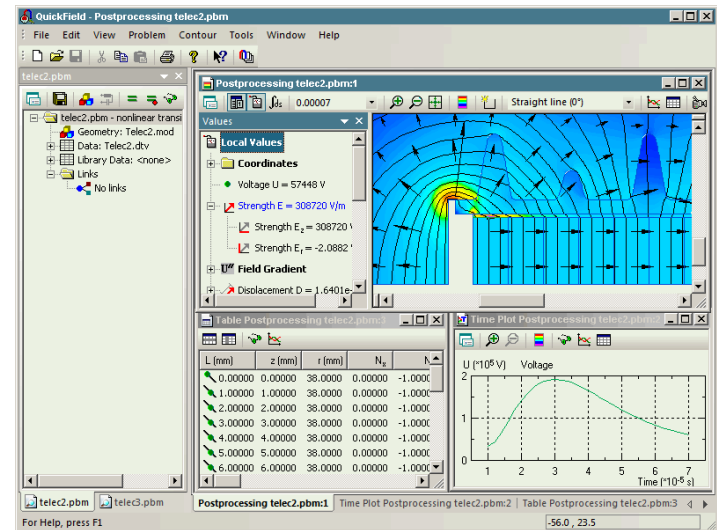 QuickField - Postprocessing telec2.pbm
File Edit View Problem Contour Tools Window Help
telec2.pbm
telec2.pbm - nonlinear transi
Geometry: Telec2.mod
Data: Telec2.dtv
Library Data: <none>
Links
No links
Postprocessing telec2.pbm:1
0.00007
Straight line (0°)
Values
Local Values
Coordinates
Voltage U = 57448 V
Strength E = 308720 V/m
Strength Ez = 308720 V
Strength Er = -2.0882
Field Gradient
Displacement D = 1.6401e-
Table Postprocessing telec2.pbm:3
L (mm) z (mm) r (mm) Nz N
0.00000 0.00000 38.0000 0.00000 -1.0000
1.00000 1.00000 38.0000 0.00000 -1.0000
2.00000 2.00000 38.0000 0.00000 -1.0000
3.00000 3.00000 38.0000 0.00000 -1.0000
4.00000 4.00000 38.0000 0.00000 -1.0000
5.00000 5.00000 38.0000 0.00000 -1.0000
6.00000 6.00000 38.0000 0.00000 -1.0000
Time Plot Postprocessing telec2.pbm:2
U (*10⁵ V) Voltage
2
1
0
1 2 3 4 5 6 7
Time (*10⁻⁵ s)
telec2.pbm telec3.pbm
Postprocessing telec2.pbm:1 Time Plot Postprocessing telec2.pbm:2 Table Postprocessing telec2.pbm:3
For Help, press F1
-56.0 , 23.5